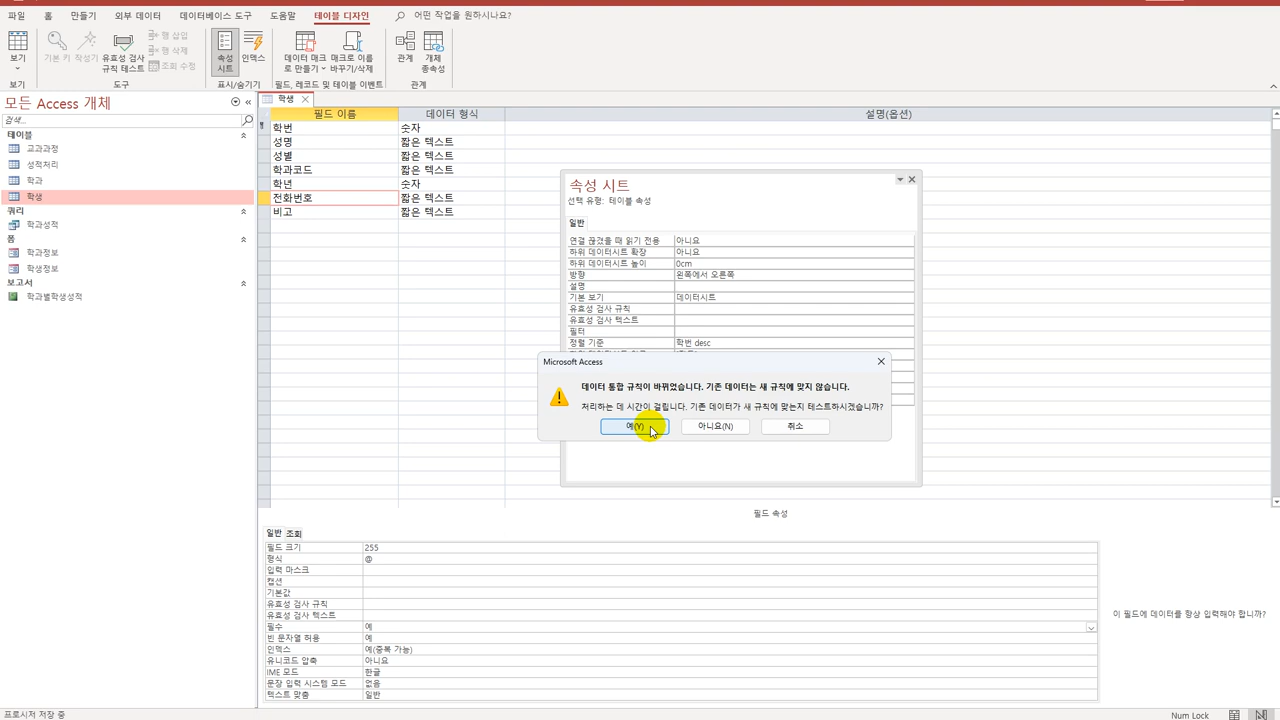 파일 홈 만들기 외부 데이터 데이터베이스 도구 도움말 테이블 디자인 어떤 작업을 원하시나요?
보기
기본 키 작성기 유효성 검사 규칙 테스트
행 삽입
행 삭제
조회 수정
속성 시트 인덱스
데이터 매크로 만들기 매크로 이름 바꾸기/삭제
관계 개체 종속성
보기 도구 표시/숨기기 필드, 레코드 및 테이블 이벤트 관계
모든 Access 개체
검색...
테이블
교과과정
성적처리
학과
학생
쿼리
학과성적
폼
학과정보
학생정보
보고서
학과별학생성적
학생
필드 이름 데이터 형식 설명(옵션)
학번 숫자
성명 짧은 텍스트
성별 짧은 텍스트
학과코드 짧은 텍스트
학년 숫자
전화번호 짧은 텍스트
비고 짧은 텍스트
속성 시트
선택 유형: 테이블 속성
일반
연결 끊겼을 때 읽기 전용 아니요
하위 데이터시트 확장 아니요
하위 데이터시트 높이 0cm
방향 왼쪽에서 오른쪽
설명
기본 보기 데이터시트
유효성 검사 규칙
유효성 검사 텍스트
필터
정렬 기준 학번 desc
Microsoft Access
데이터 통합 규칙이 바뀌었습니다. 기존 데이터는 새 규칙에 맞지 않습니다.
처리하는 데 시간이 걸립니다. 기존 데이터가 새 규칙에 맞는지 테스트하시겠습니까?
예(Y) 아니요(N) 취소
필드 속성
일반 조회
필드 크기 255
형식 @
입력 마스크
캡션
기본값
유효성 검사 규칙
유효성 검사 텍스트
필수 예
빈 문자열 허용 예
인덱스 예(중복 가능)
유니코드 압축 아니요
IME 모드 한글
문장 입력 시스템 모드 없음
텍스트 맞춤 일반
이 필드에 데이터를 항상 입력해야 합니까?
프로시저 저장 중 Num Lock